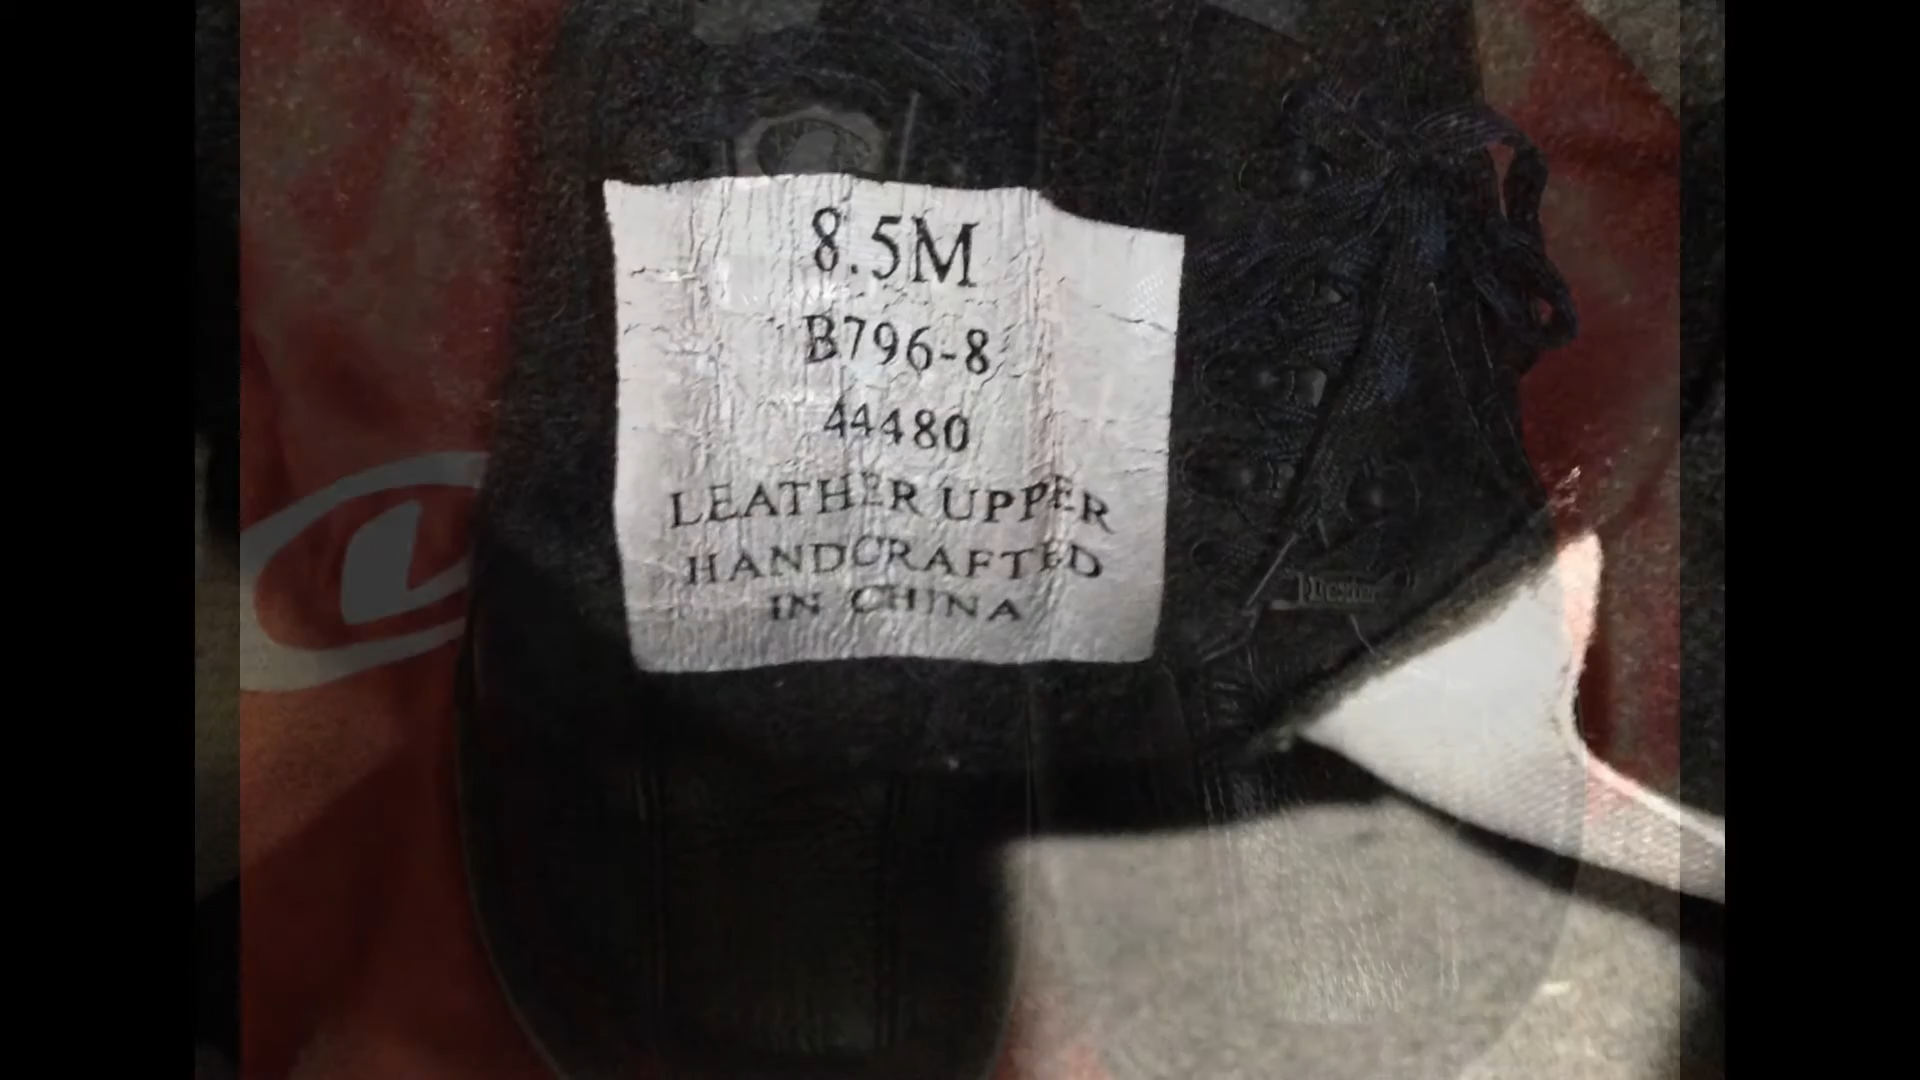 8.5M
B796-8
44480
LEATHER UPPER
HANDCRAFTED
IN CHINA